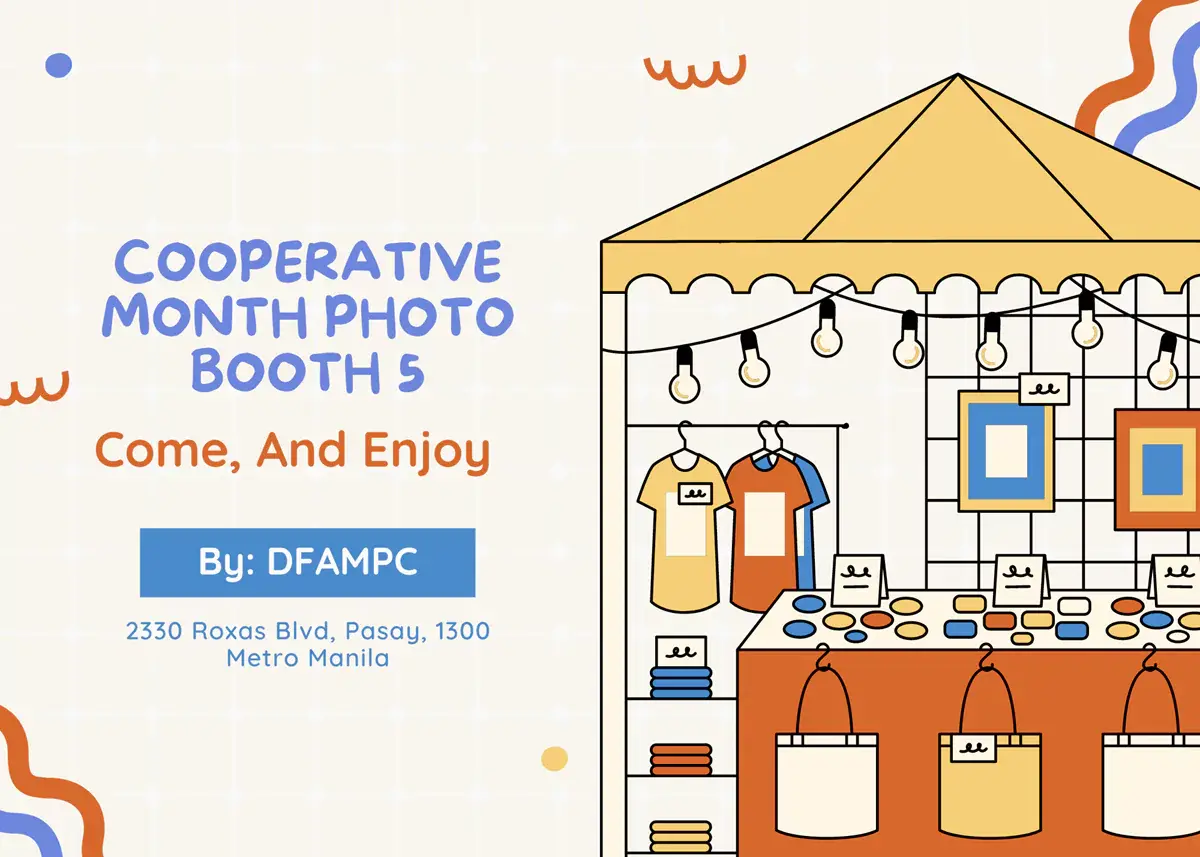 COOPERATIVE
MONTH PHOTO
BOOTH 5
Come, And Enjoy
By: DFAMPC
2330 Roxas Blvd, Pasay, 1300
Metro Manila